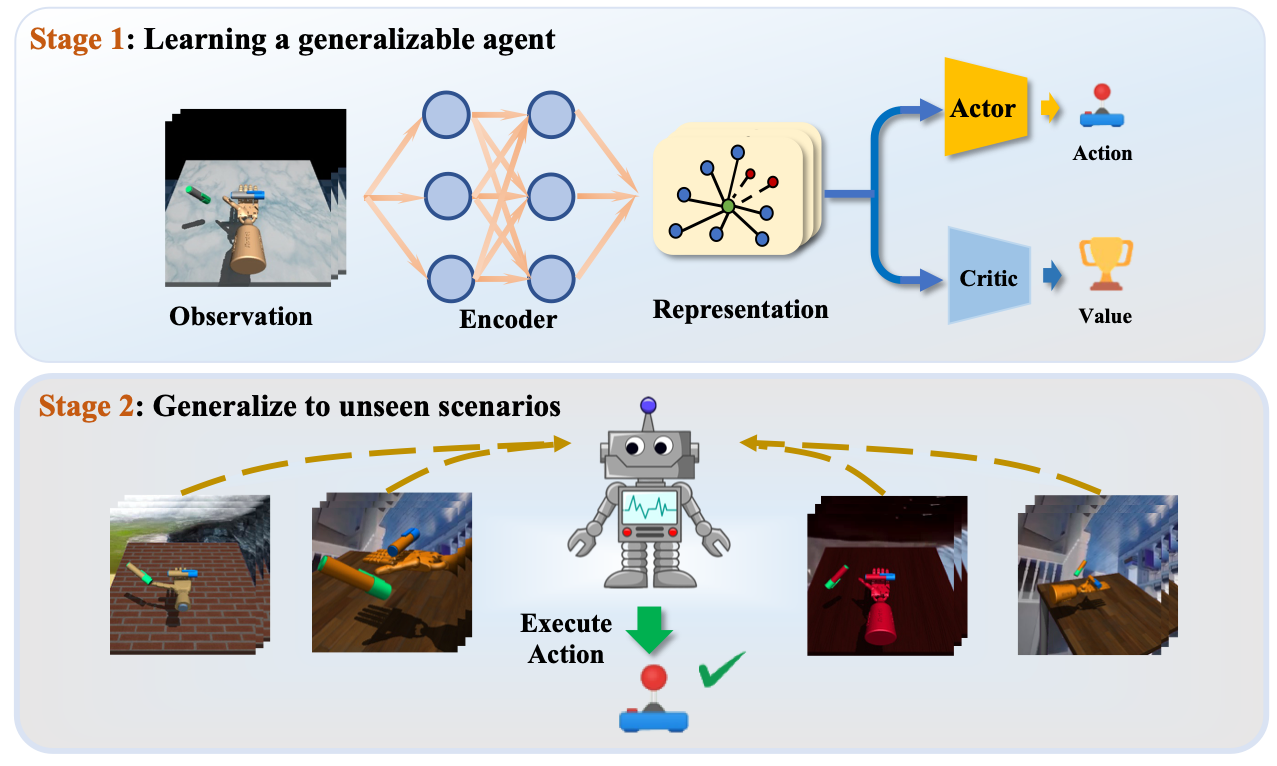 Stage 1: Learning a generalizable agent
Observation
Encoder
Representation
Actor
Action
Critic
Value
Stage 2: Generalize to unseen scenarios
Execute
Action